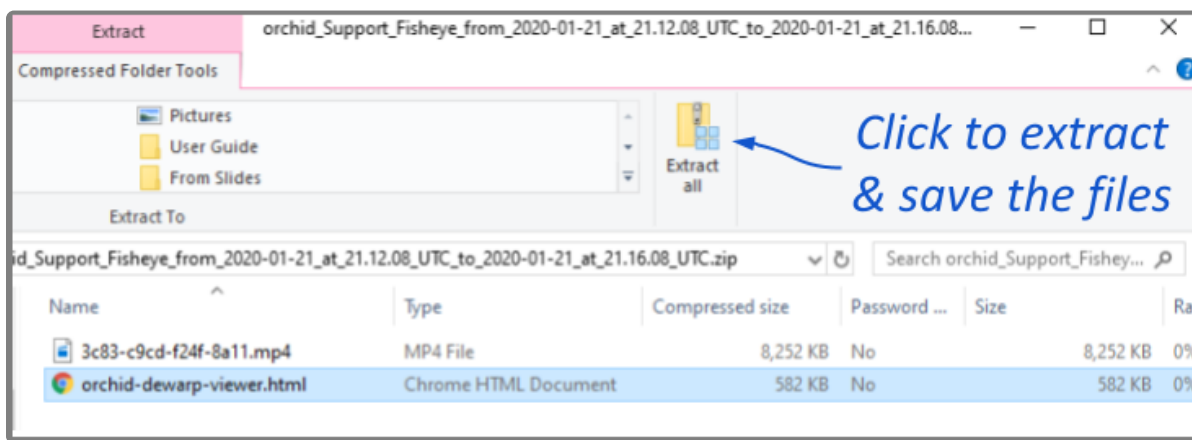 Extract orchid_Support_Fisheye_from_2020-01-21_at_21.12.08_UTC_to_2020-01-21_at_21.16.08...
Compressed Folder Tools ?
Pictures
User Guide
From Slides
Extract To
Extract
all
Click to extract
& save the files
id_Support_Fisheye_from_2020-01-21_at_21.12.08_UTC_to_2020-01-21_at_21.16.08_UTC.zip Search orchid_Support_Fishey...
Name Type Compressed size Password ... Size Ra
3c83-c9cd-f24f-8a11.mp4 MP4 File 8,252 KB No 8,252 KB 0%
orchid-dewarp-viewer.html Chrome HTML Document 582 KB No 582 KB 0%